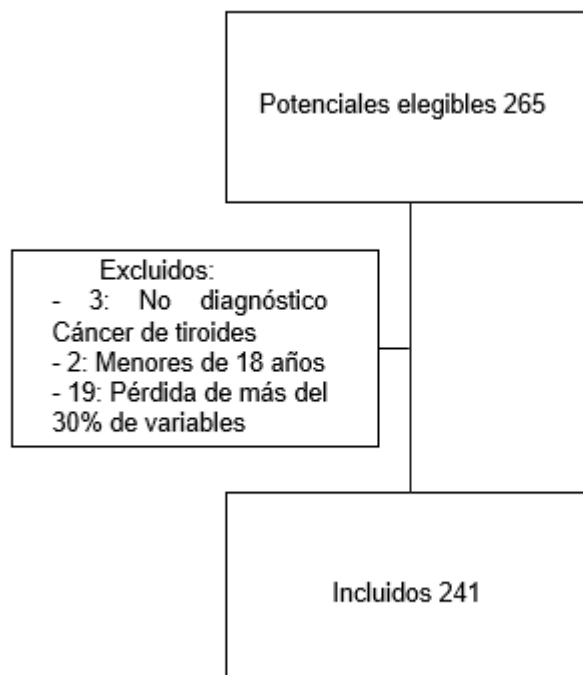 Potenciales elegibles 265
Excluidos:
- 3: No diagnóstico
Cáncer de tiroides
- 2: Menores de 18 años
- 19: Pérdida de más del
30% de variables
Incluidos 241